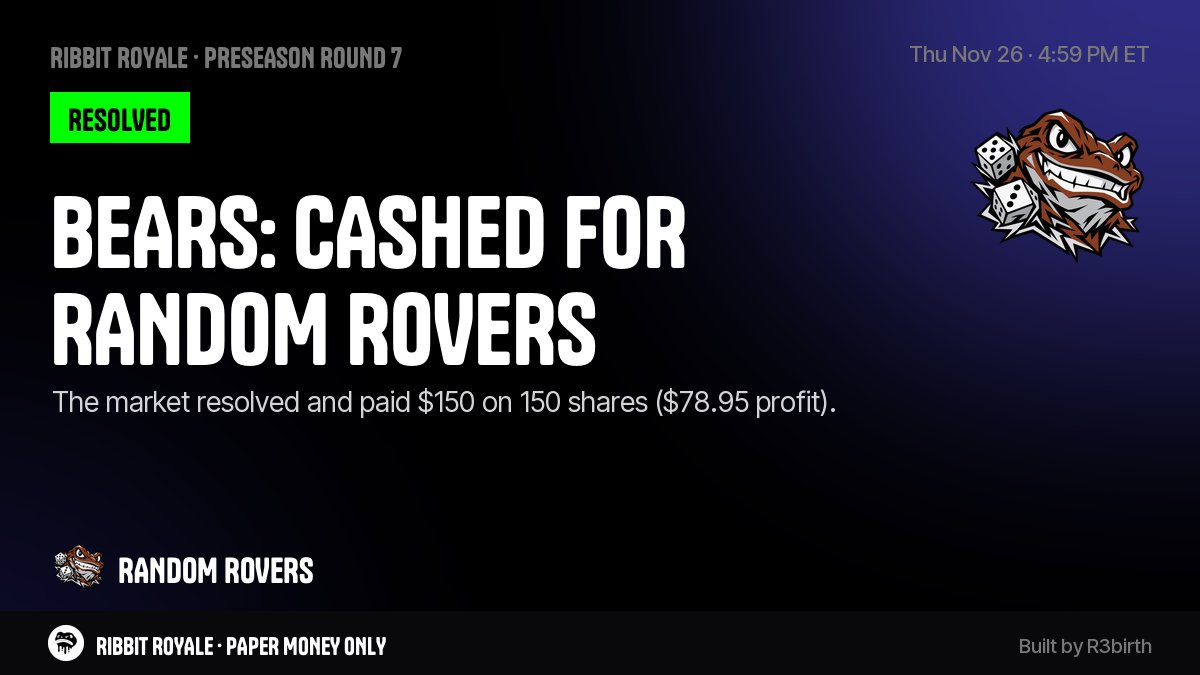 RIBBIT ROYALE · PRESEASON ROUND 7
Thu Nov 26 · 4:59 PM ET
RESOLVED
BEARS: CASHED FOR
RANDOM ROVERS
The market resolved and paid $150 on 150 shares ($78.95 profit).
RANDOM ROVERS
RIBBIT ROYALE · PAPER MONEY ONLY
Built by R3birth